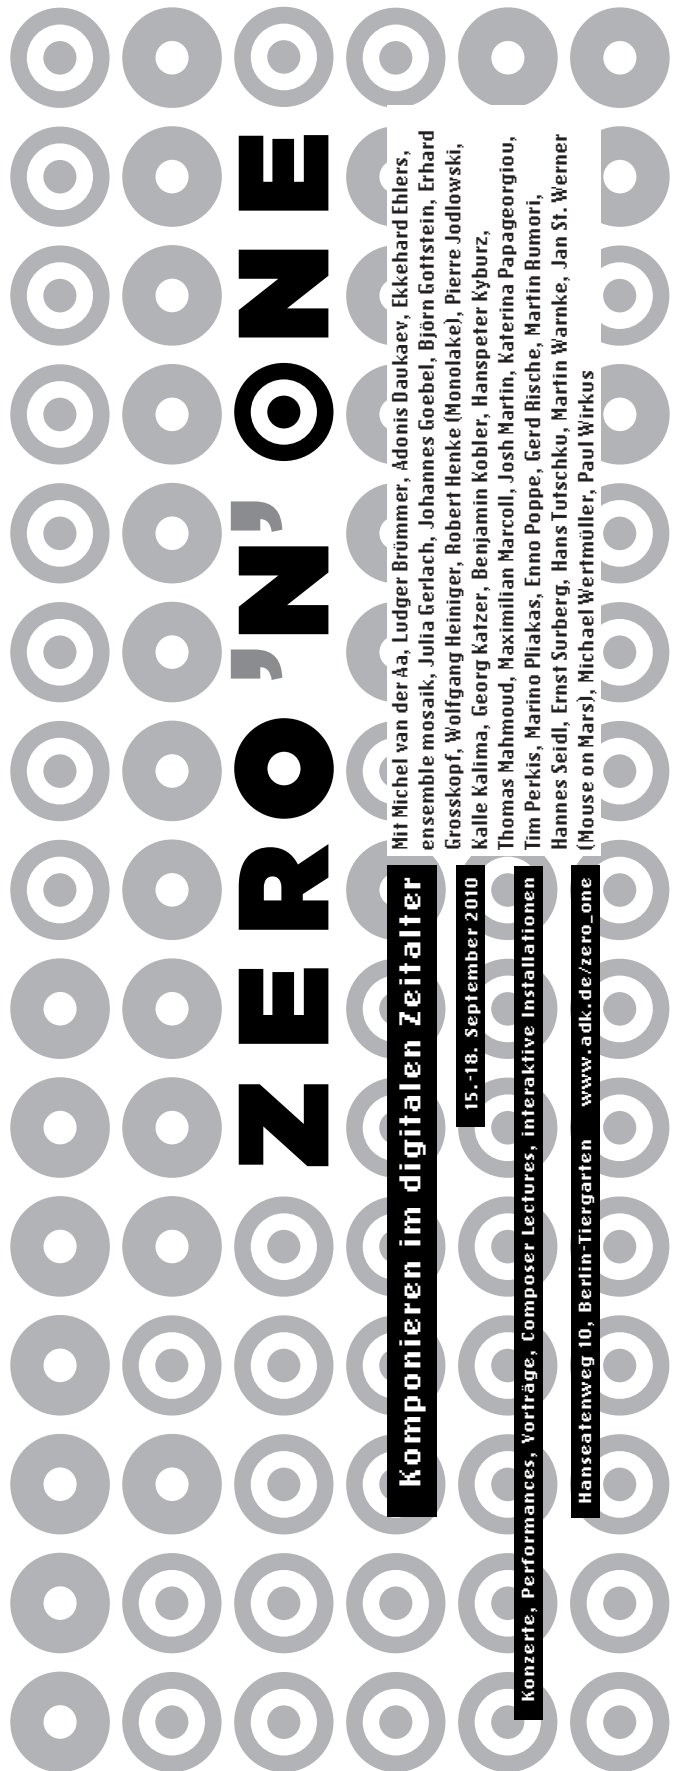 ZERO 'N' ONE
Mit Michel van der Aa, Ludger Brümmer, Adonis Daukaev, Ekkehard Ehlers,
ensemble mosaik, Julia Gerlach, Johannes Goebel, Björn Gottstein, Erhard
Grosskopf, Wolfgang Heiniger, Robert Henke (Monolake), Pierre Jodlowski,
Kalle Kalima, Georg Katzer, Benjamin Kobler, Hanspeter Kyburz,
Thomas Mahmoud, Maximilian Marcoll, Josh Martin, Katerina Papageorgiou,
Tim Perkis, Marino Pliakas, Enno Poppe, Gerd Rische, Martin Rumori,
Hannes Seidl, Ernst Surberg, Hans Tutschku, Martin Warnke, Jan St. Werner
(Mouse on Mars), Michael Wertmüller, Paul Wirkus
Komponieren im digitalen Zeitalter
15.-18. September 2010
Konzerte, Performances, Vorträge, Composer Lectures, interaktive Installationen
Hanseatenweg 10, Berlin-Tiergarten www.adk.de/zero_one